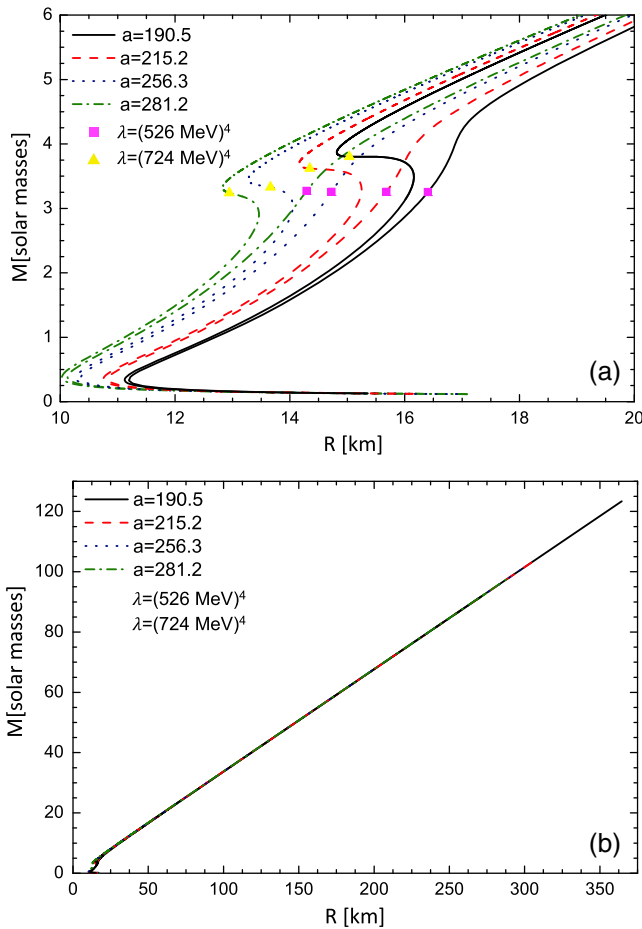 6
5
4
3
2
1
0
M[solar masses]
a=190.5
a=215.2
a=256.3
a=281.2
λ=(526 MeV)⁴
λ=(724 MeV)⁴
(a)
10 12 14 16 18 20
R [km]
120
100
80
60
40
20
0
M[solar masses]
a=190.5
a=215.2
a=256.3
a=281.2
λ=(526 MeV)⁴
λ=(724 MeV)⁴
(b)
0 50 100 150 200 250 300 350
R [km]